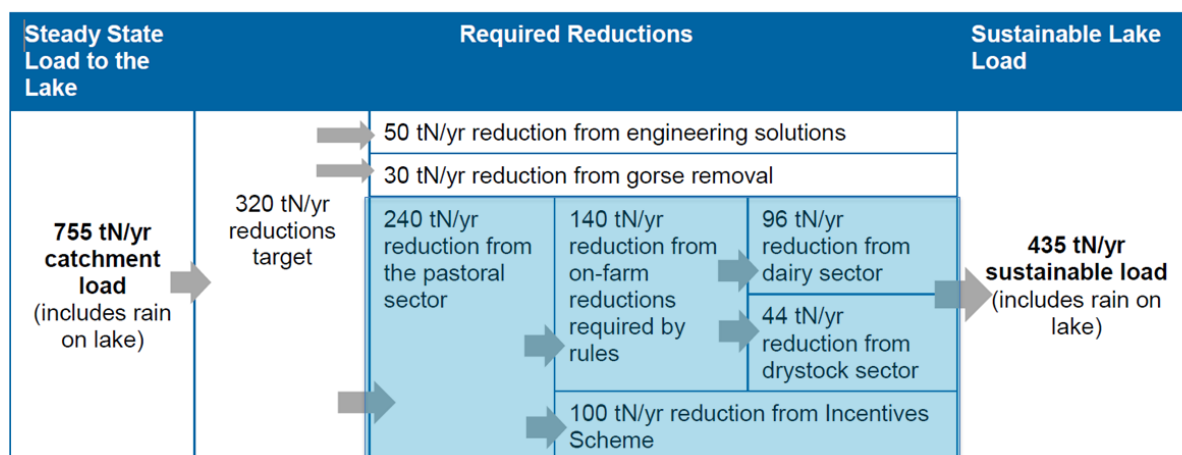 Steady State
Load to the
Lake
Required Reductions
Sustainable Lake
Load
755 tN/yr
catchment
load
(includes rain
on lake)
320 tN/yr
reductions
target
50 tN/yr reduction from engineering solutions
30 tN/yr reduction from gorse removal
240 tN/yr
reduction from
the pastoral
sector
140 tN/yr
reduction from
on-farm
reductions
required by
rules
96 tN/yr
reduction from
dairy sector
44 tN/yr
reduction from
drystock sector
100 tN/yr reduction from Incentives
Scheme
435 tN/yr
sustainable load
(includes rain on
lake)